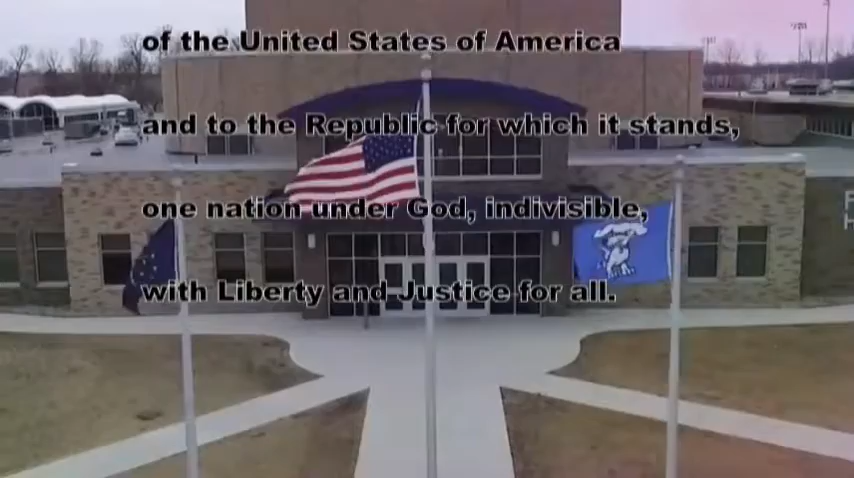 of the United States of America
and to the Republic for which it stands,
one nation under God, indivisible,
with Liberty and Justice for all.